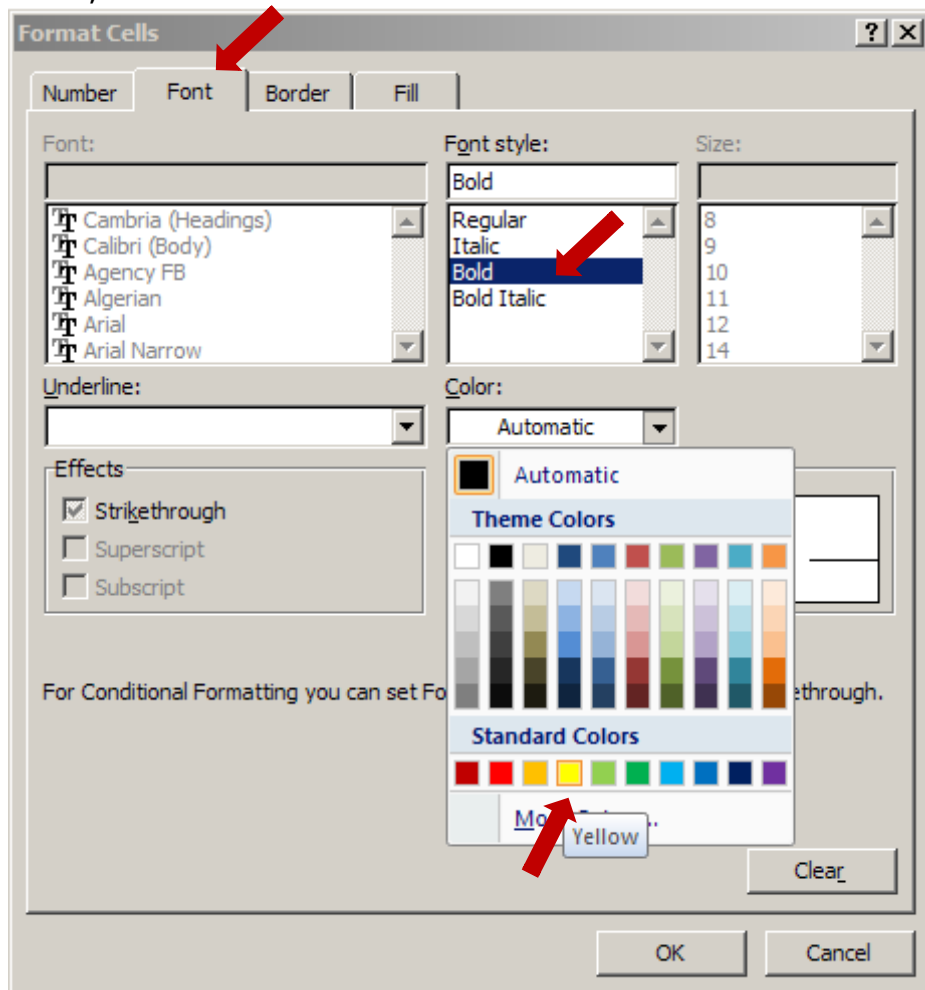 Format Cells
Number Font Border Fill
Font: Font style: Size:
Bold
Cambria (Headings) Regular 8
Calibri (Body) Italic 9
Agency FB Bold 10
Algerian Bold Italic 11
Arial 12
Arial Narrow 14
Underline: Color:
Automatic
Effects Automatic
Strikethrough Theme Colors
Superscript
Subscript
For Conditional Formatting you can set
Standard Colors
Yellow
Clear
OK Cancel